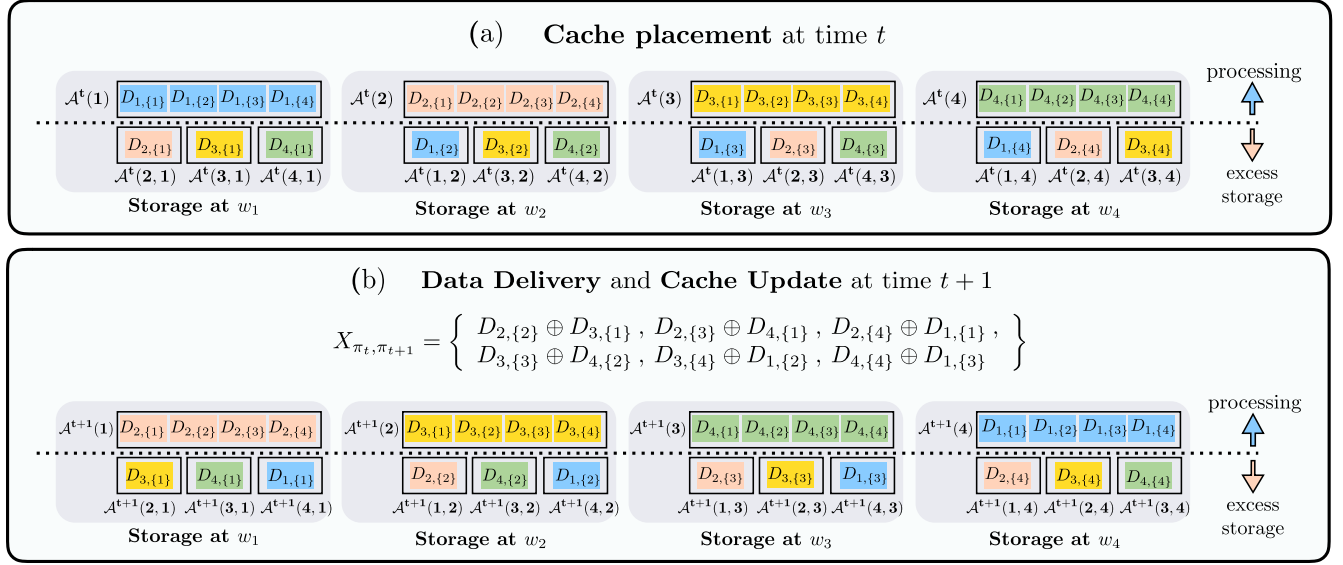 (a) Cache placement at time t
processing
𝒜^t(1) D_{1,{1}} D_{1,{2}} D_{1,{3}} D_{1,{4}} 𝒜^t(2) D_{2,{1}} D_{2,{2}} D_{2,{3}} D_{2,{4}} 𝒜^t(3) D_{3,{1}} D_{3,{2}} D_{3,{3}} D_{3,{4}} 𝒜^t(4) D_{4,{1}} D_{4,{2}} D_{4,{3}} D_{4,{4}}
D_{2,{1}} D_{3,{1}} D_{4,{1}} D_{1,{2}} D_{3,{2}} D_{4,{2}} D_{1,{3}} D_{2,{3}} D_{4,{3}} D_{1,{4}} D_{2,{4}} D_{3,{4}}
𝒜^t(2,1) 𝒜^t(3,1) 𝒜^t(4,1) 𝒜^t(1,2) 𝒜^t(3,2) 𝒜^t(4,2) 𝒜^t(1,3) 𝒜^t(2,3) 𝒜^t(4,3) 𝒜^t(1,4) 𝒜^t(2,4) 𝒜^t(3,4) excess
storage
Storage at w_1 Storage at w_2 Storage at w_3 Storage at w_4
(b) Data Delivery and Cache Update at time t + 1
X_{π_t,π_{t+1}} = { D_{2,{2}} ⊕ D_{3,{1}} , D_{2,{3}} ⊕ D_{4,{1}} , D_{2,{4}} ⊕ D_{1,{1}} ,
D_{3,{3}} ⊕ D_{4,{2}} , D_{3,{4}} ⊕ D_{1,{2}} , D_{4,{4}} ⊕ D_{1,{3}} }
processing
𝒜^{t+1}(1) D_{2,{1}} D_{2,{2}} D_{2,{3}} D_{2,{4}} 𝒜^{t+1}(2) D_{3,{1}} D_{3,{2}} D_{3,{3}} D_{3,{4}} 𝒜^{t+1}(3) D_{4,{1}} D_{4,{2}} D_{4,{3}} D_{4,{4}} 𝒜^{t+1}(4) D_{1,{1}} D_{1,{2}} D_{1,{3}} D_{1,{4}}
D_{3,{1}} D_{4,{1}} D_{1,{1}} D_{2,{2}} D_{4,{2}} D_{1,{2}} D_{2,{3}} D_{3,{3}} D_{1,{3}} D_{2,{4}} D_{3,{4}} D_{4,{4}}
𝒜^{t+1}(2,1) 𝒜^{t+1}(3,1) 𝒜^{t+1}(4,1) 𝒜^{t+1}(1,2) 𝒜^{t+1}(3,2) 𝒜^{t+1}(4,2) 𝒜^{t+1}(1,3) 𝒜^{t+1}(2,3) 𝒜^{t+1}(4,3) 𝒜^{t+1}(1,4) 𝒜^{t+1}(2,4) 𝒜^{t+1}(3,4) excess
storage
Storage at w_1 Storage at w_2 Storage at w_3 Storage at w_4